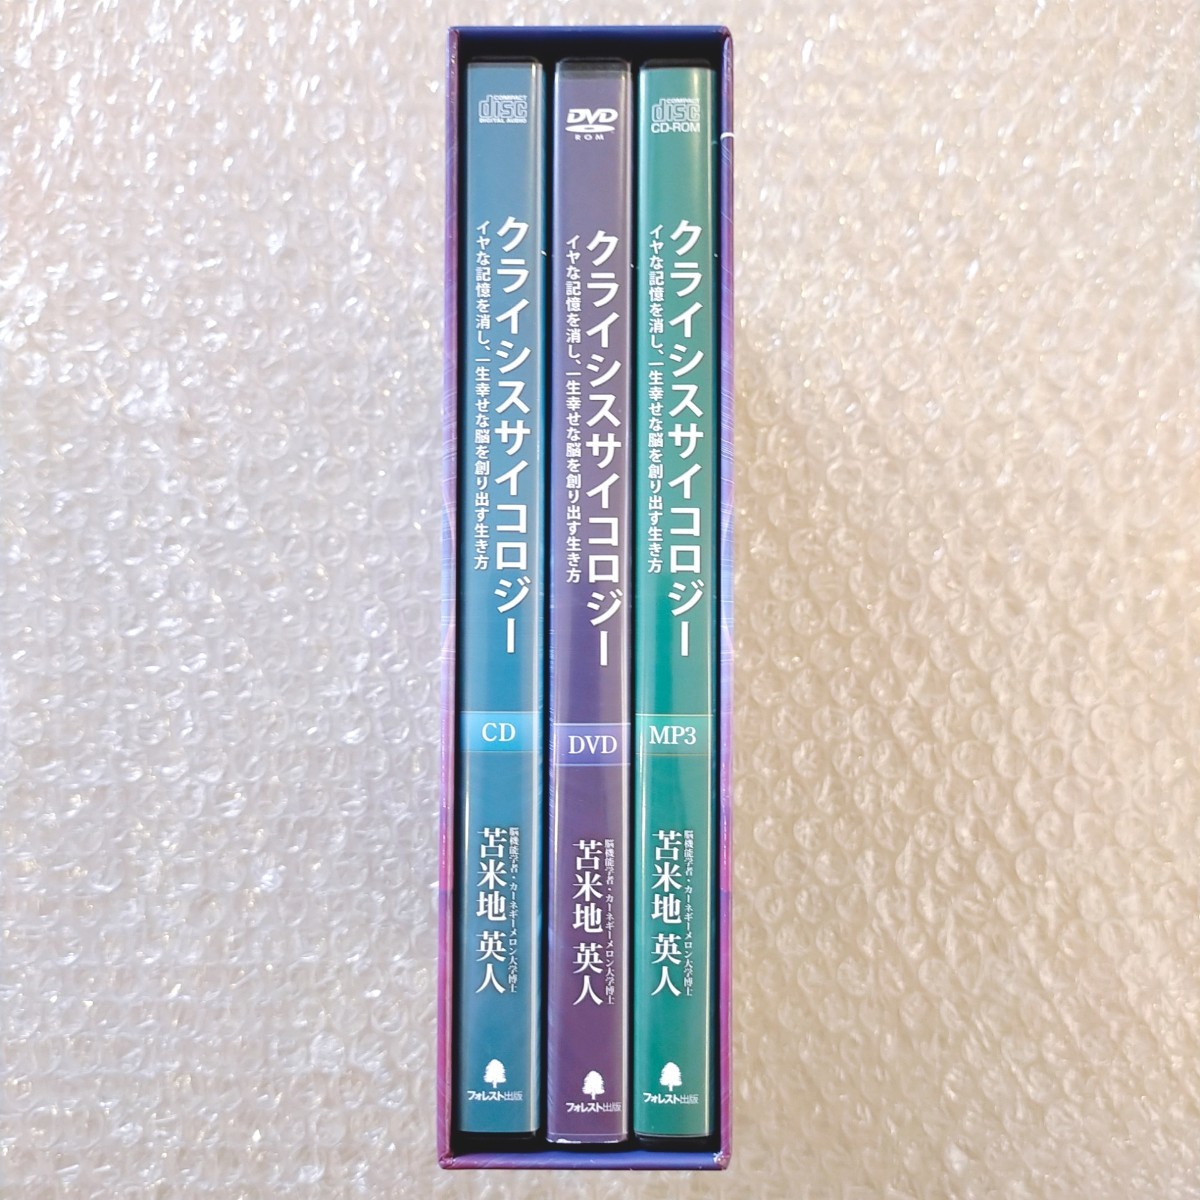 COMPACT
disc
DIGITAL AUDIO
クライシスサイコロジー
イヤな記憶を消し、一生幸せな脳を創り出す生き方
CD
脳機能学者・カーネギーメロン大学博士
苫米地 英人
フォレスト出版
DVD
ROM
クライシスサイコロジー
イヤな記憶を消し、一生幸せな脳を創り出す生き方
DVD
脳機能学者・カーネギーメロン大学博士
苫米地 英人
フォレスト出版
COMPACT
disc
CD-ROM
クライシスサイコロジー
イヤな記憶を消し、一生幸せな脳を創り出す生き方
MP3
脳機能学者・カーネギーメロン大学博士
苫米地 英人
フォレスト出版